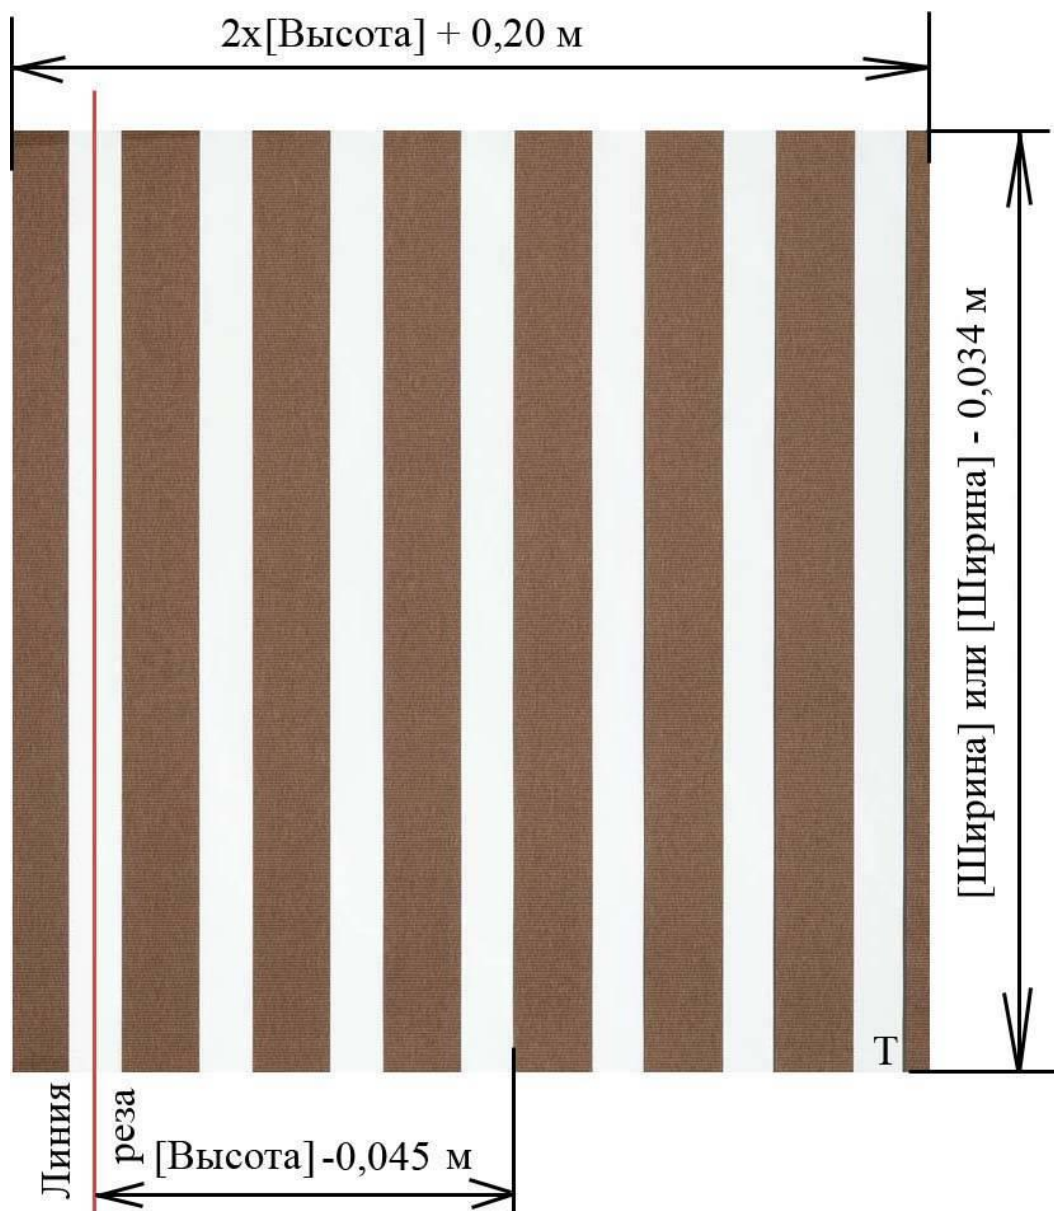 2х[Высота] + 0,20 м
[Ширина] или [Ширина] - 0,034 м
Т
Линия реза
[Высота]-0,045 м